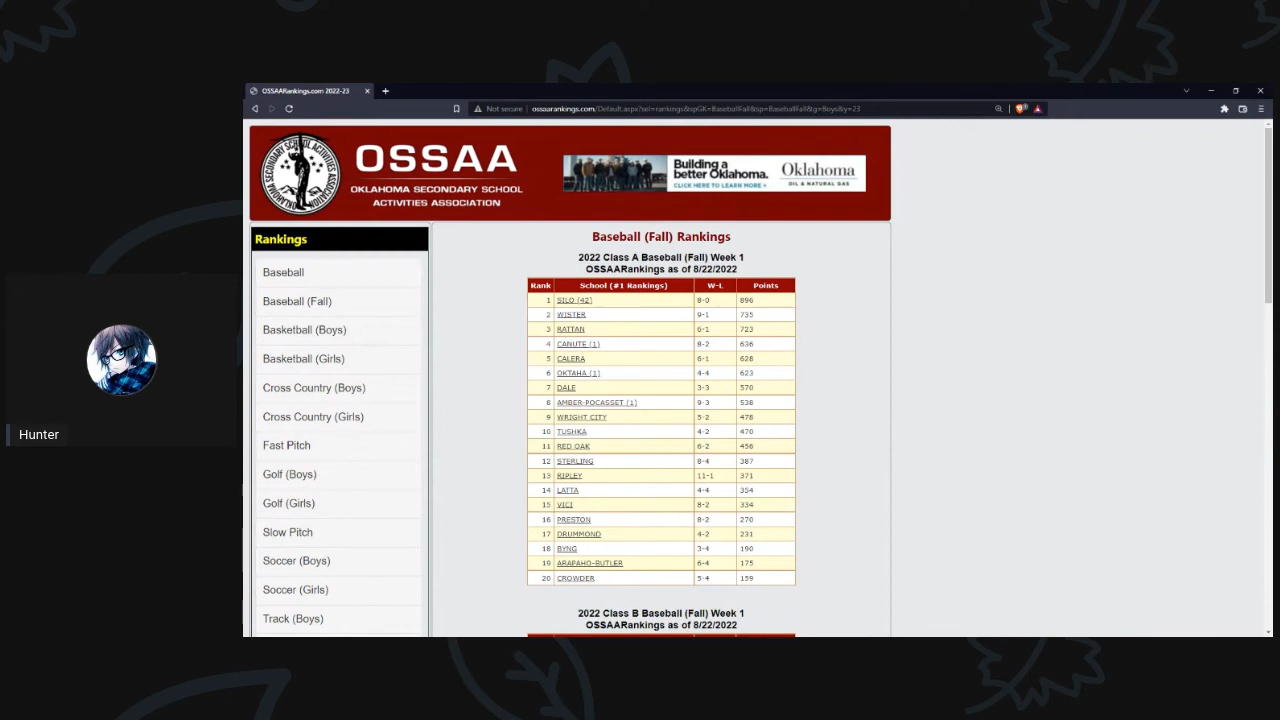 OSSAARankings.com 2022-23
Not secure | ossaarankings.com/Default.aspx?sel=rankings&spGK=BaseballFall&sp=BaseballFall&tg=Boys&y=23
OSSAA
OKLAHOMA SECONDARY SCHOOL
ACTIVITIES ASSOCIATION
Building a
better Oklahoma.
CLICK HERE TO LEARN MORE
Oklahoma
OIL & NATURAL GAS
Rankings
Baseball
Baseball (Fall)
Basketball (Boys)
Basketball (Girls)
Cross Country (Boys)
Cross Country (Girls)
Fast Pitch
Golf (Boys)
Golf (Girls)
Slow Pitch
Soccer (Boys)
Soccer (Girls)
Track (Boys)
Baseball (Fall) Rankings
2022 Class A Baseball (Fall) Week 1
OSSAARankings as of 8/22/2022
Rank School (#1 Rankings) W-L Points
1 SILO (42) 8-0 896
2 WISTER 9-1 735
3 RATTAN 6-1 723
4 CANUTE (1) 8-2 636
5 CALERA 6-1 628
6 OKTAHA (1) 4-4 623
7 DALE 3-3 570
8 AMBER-POCASSET (1) 9-3 538
9 WRIGHT CITY 5-2 478
10 TUSHKA 4-2 470
11 RED OAK 6-2 456
12 STERLING 8-4 387
13 RIPLEY 11-1 371
14 LATTA 4-4 354
15 VICI 8-2 334
16 PRESTON 8-2 270
17 DRUMMOND 4-2 231
18 BYNG 3-4 190
19 ARAPAHO-BUTLER 6-4 175
20 CROWDER 5-4 159
2022 Class B Baseball (Fall) Week 1
OSSAARankings as of 8/22/2022
Hunter